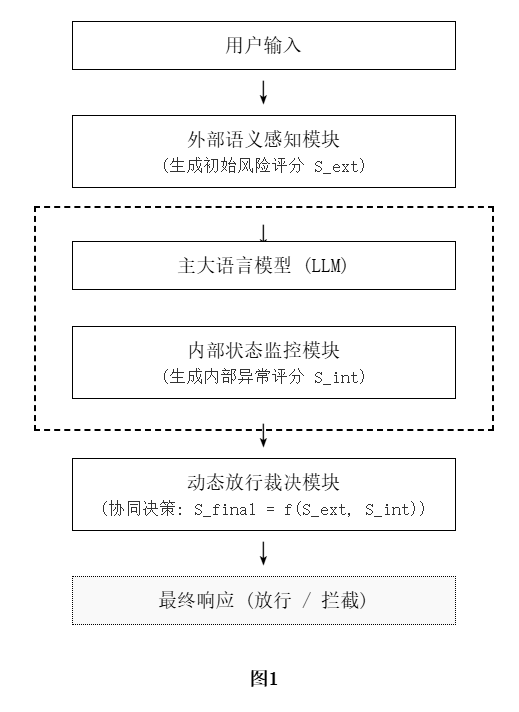 用户输入
外部语义感知模块
(生成初始风险评分 S_ext)
主大语言模型 (LLM)
内部状态监控模块
(生成内部异常评分 S_int)
动态放行裁决模块
(协同决策: S_final = f(S_ext, S_int))
最终响应 (放行 / 拦截)
图1